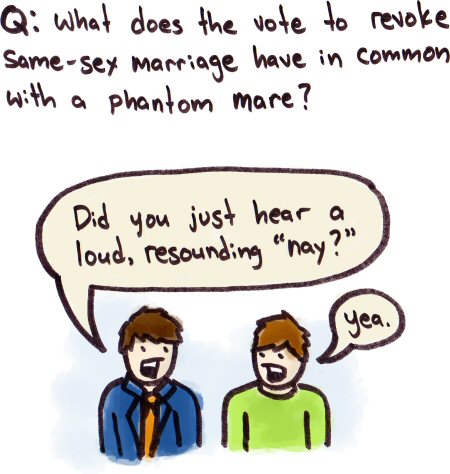 Q: What does the vote to revoke
same-sex marriage have in common
with a phantom mare?
Did you just hear a
loud, resounding "nay?"
yea.